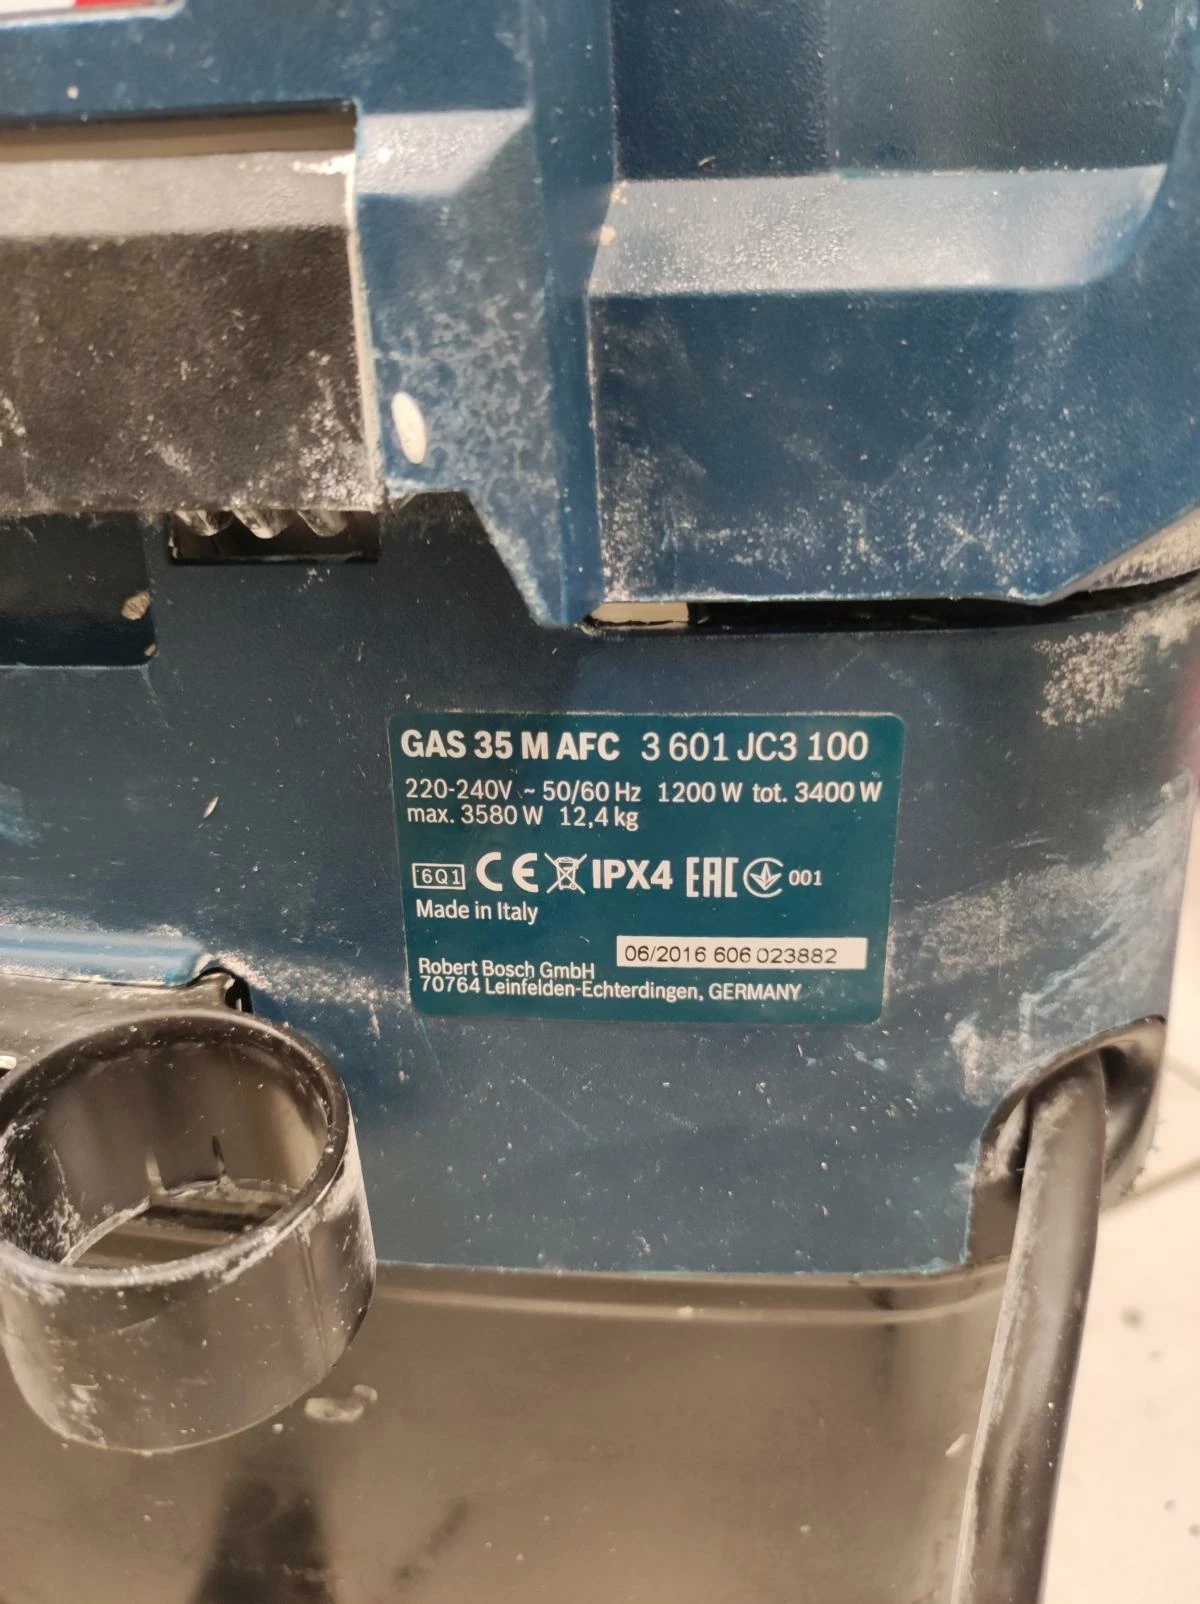 GAS 35 M AFC 3 601 JC3 100
220-240V ~ 50/60 Hz 1200 W tot. 3400 W
max. 3580 W 12,4 kg
6Q1 CE IPX4 EAC 001
Made in Italy
06/2016 606 023882
Robert Bosch GmbH
70764 Leinfelden-Echterdingen, GERMANY